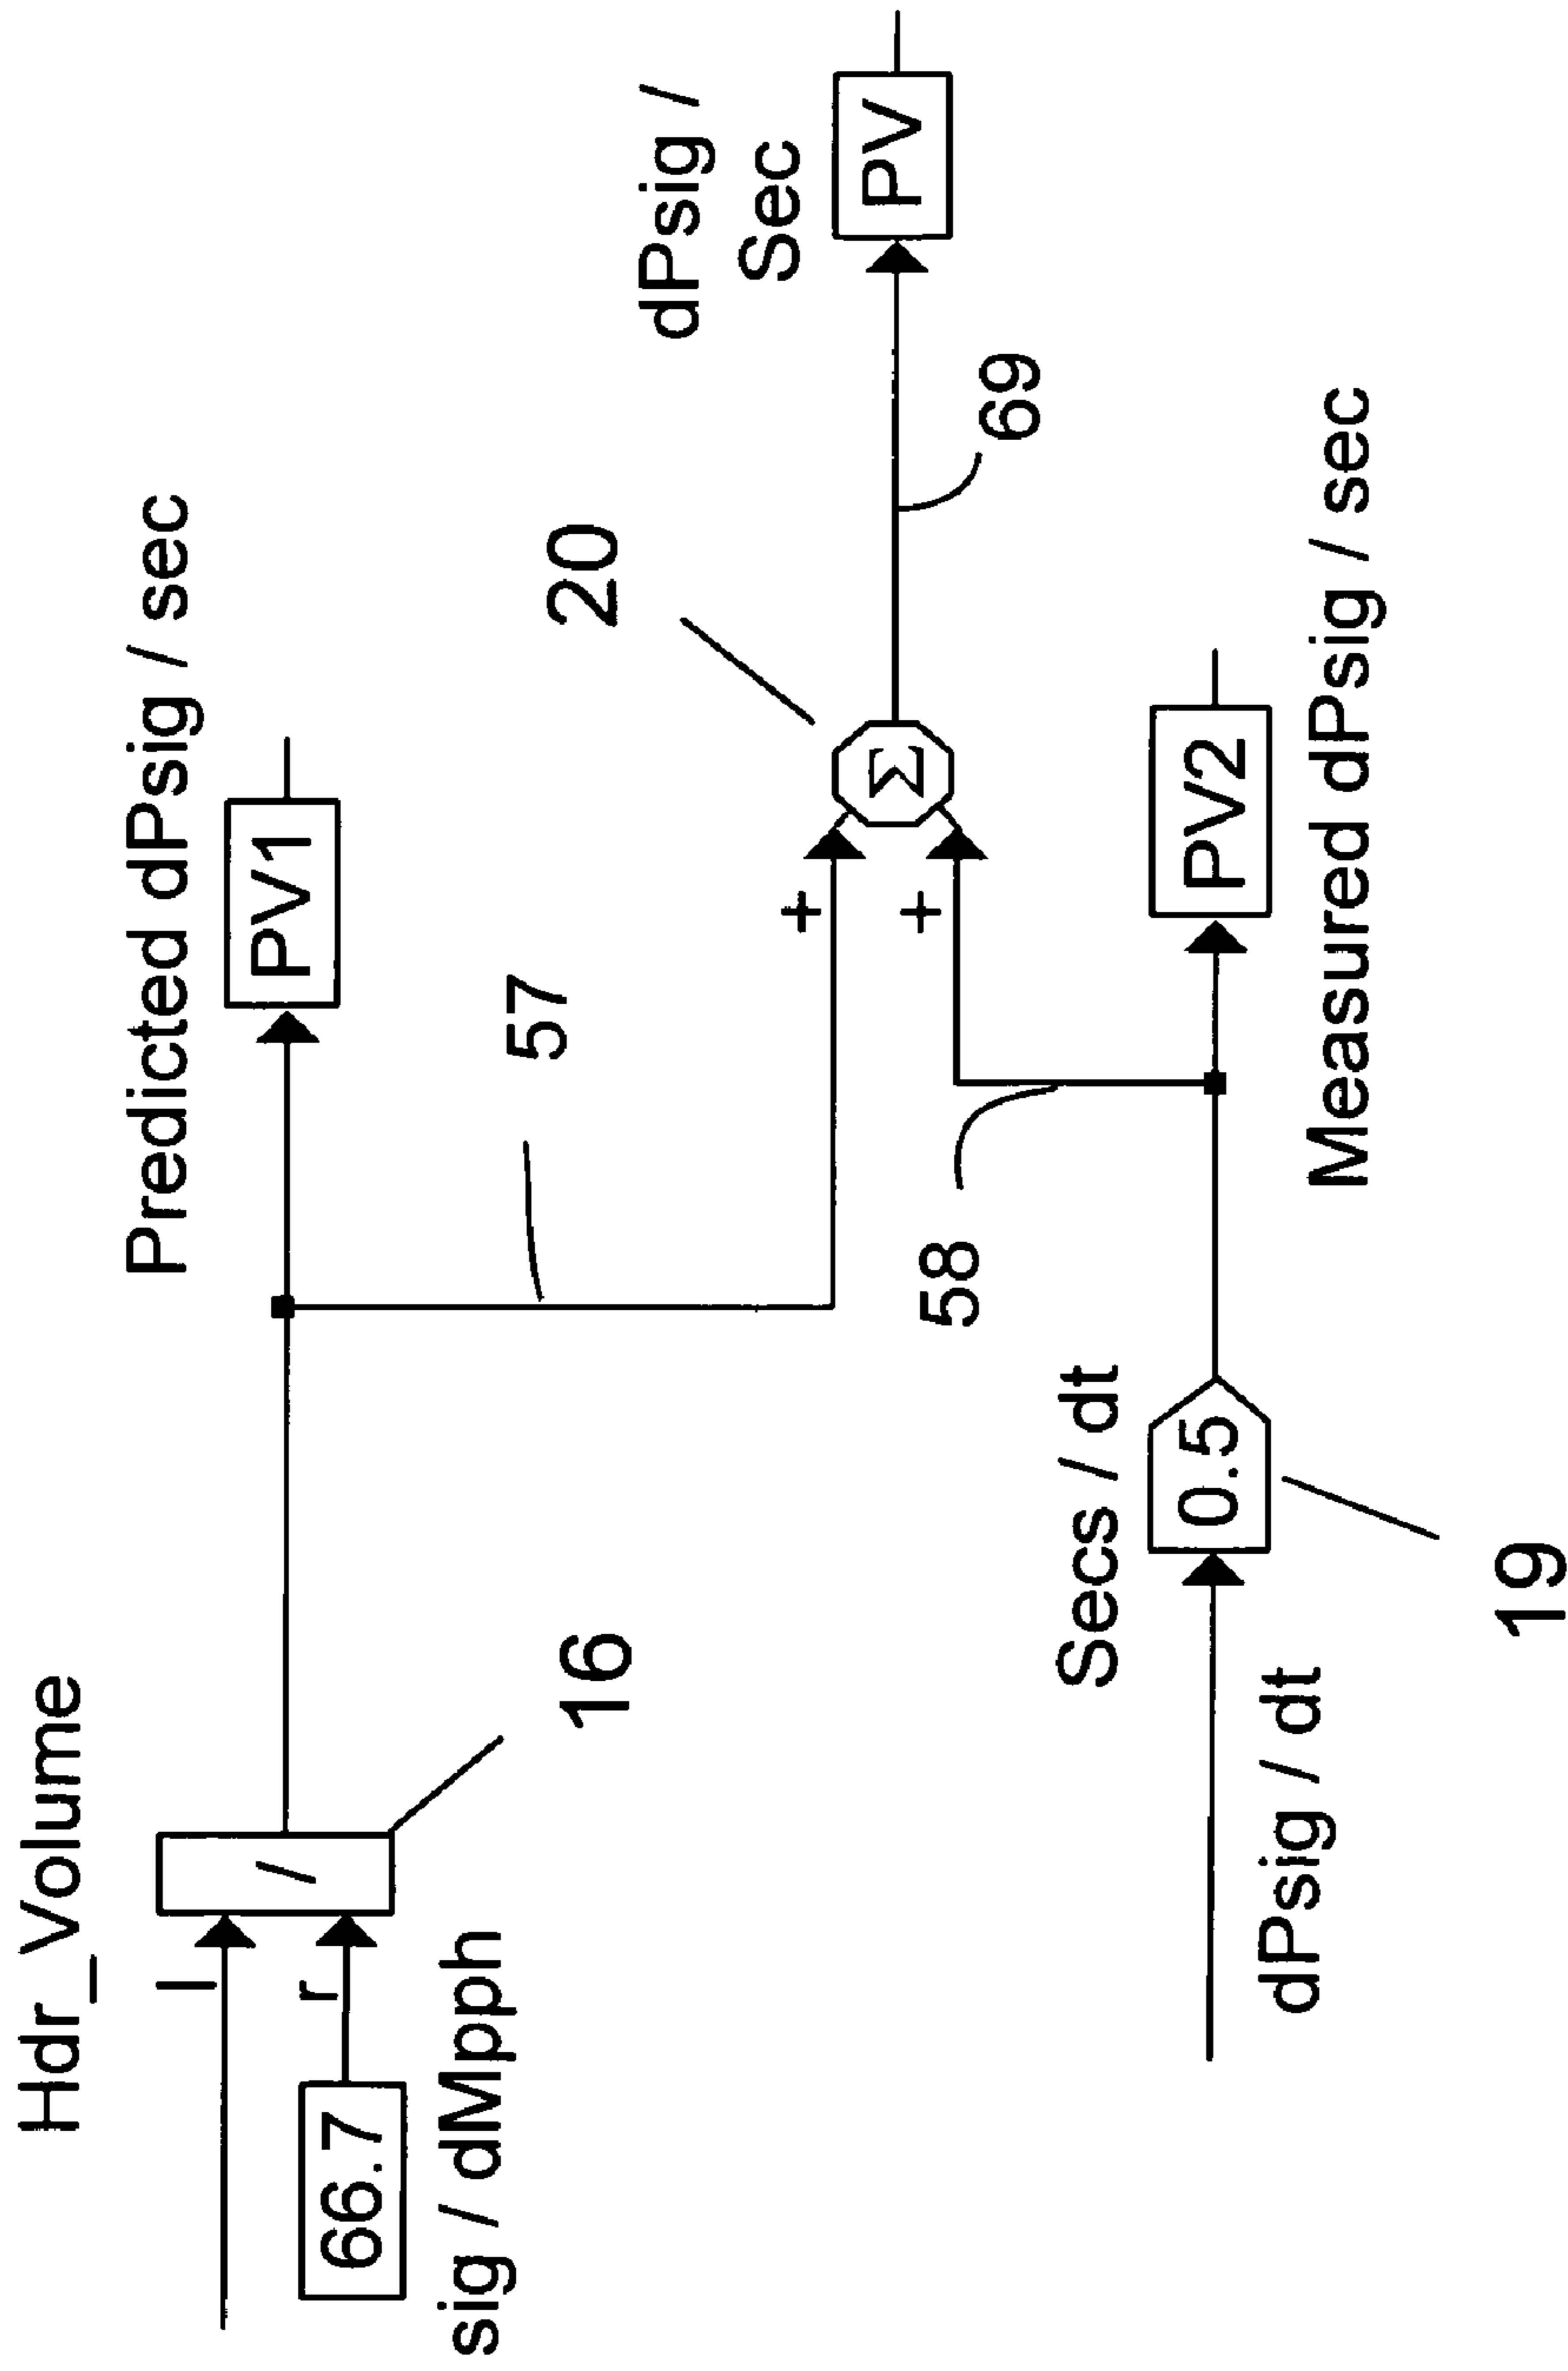 Hdr_Volume
l
/
r
66.7
sig / dMpph
16
Predicted dPsig / sec
PV1
57
+
+
Σ
20
69
dPsig /
Sec
PV
58
Secs / dt
0.5
dPsig / dt
19
PV2
Measured dPsig / sec